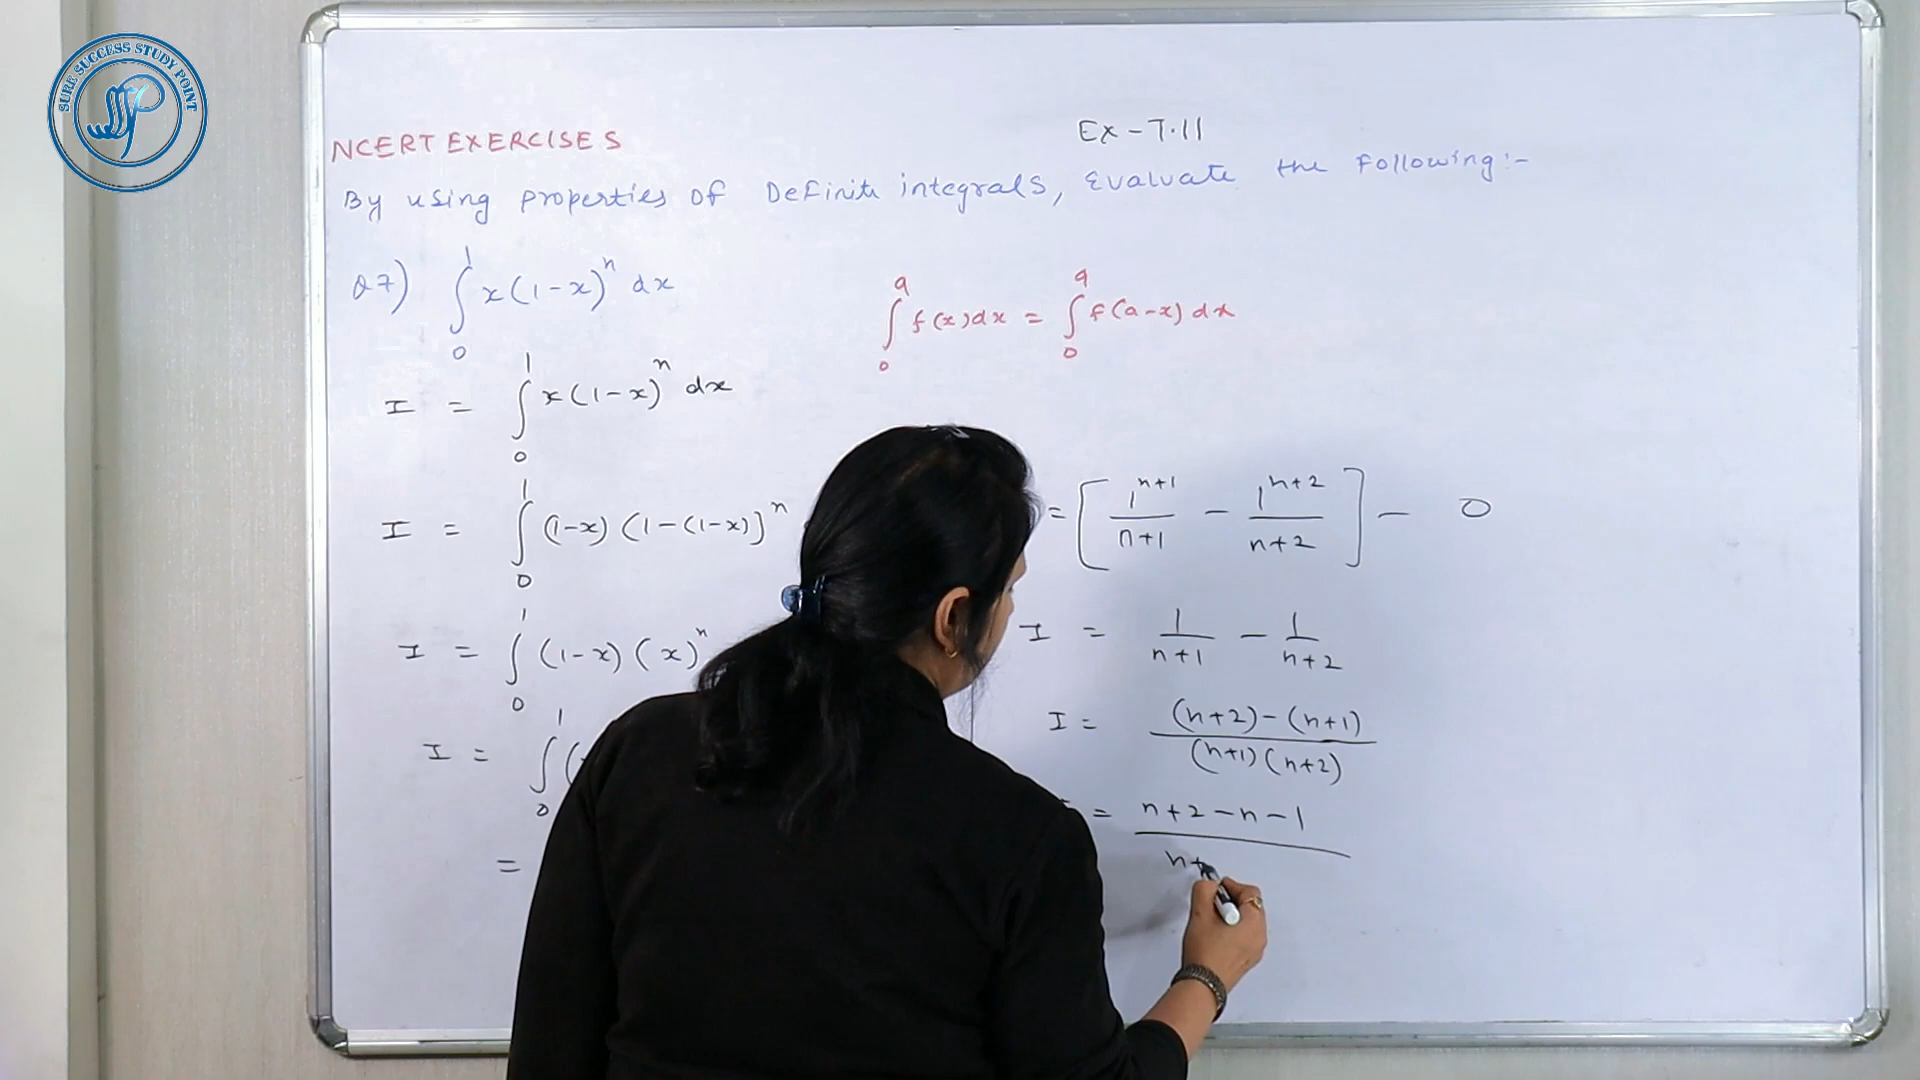 SURE SUCCESS STUDY POINT
NCERT EXERCISES
Ex-7.11
By using properties of Definite integrals, Evaluate the Following:-
Q7) ∫₀¹ x(1-x)ⁿ dx
∫₀ᵃ f(x)dx = ∫₀ᵃ f(a-x)dx
I = ∫₀¹ x(1-x)ⁿ dx
I = ∫₀¹ (1-x) (1-(1-x)]ⁿ
I = ∫₀¹ (1-x) (x)ⁿ
I = ∫₀¹ (
=
= [1ⁿ⁺¹/n+1 - 1ⁿ⁺²/n+2] - 0
I = 1/n+1 - 1/n+2
I = (n+2)-(n+1)/(n+1)(n+2)
= n+2-n-1
n+